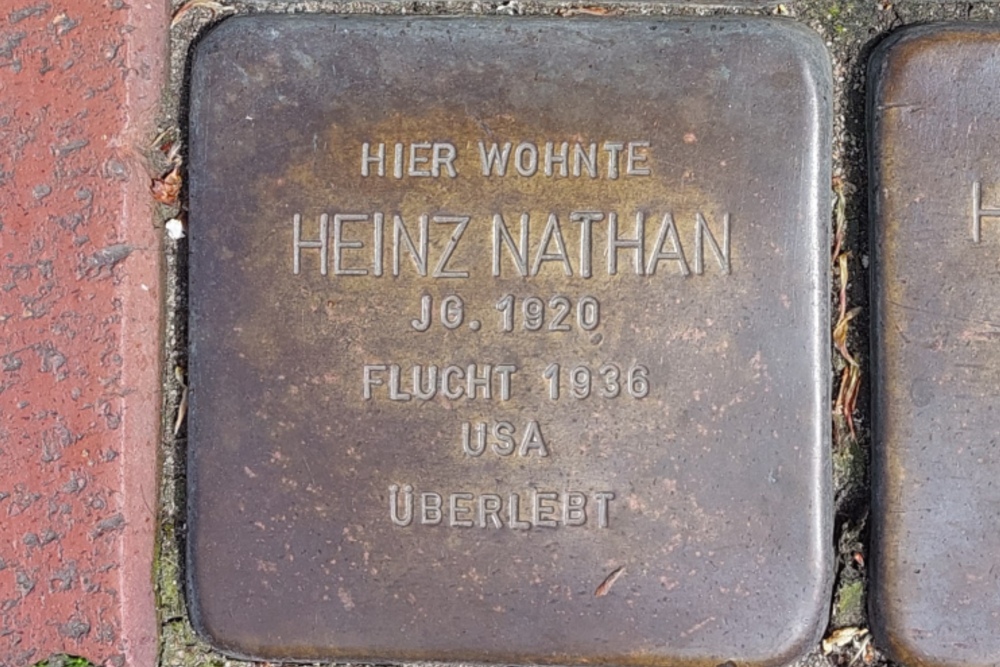 HIER WOHNTE
HEINZ NATHAN
JG. 1920
FLUCHT 1936
USA
ÜBERLEBT